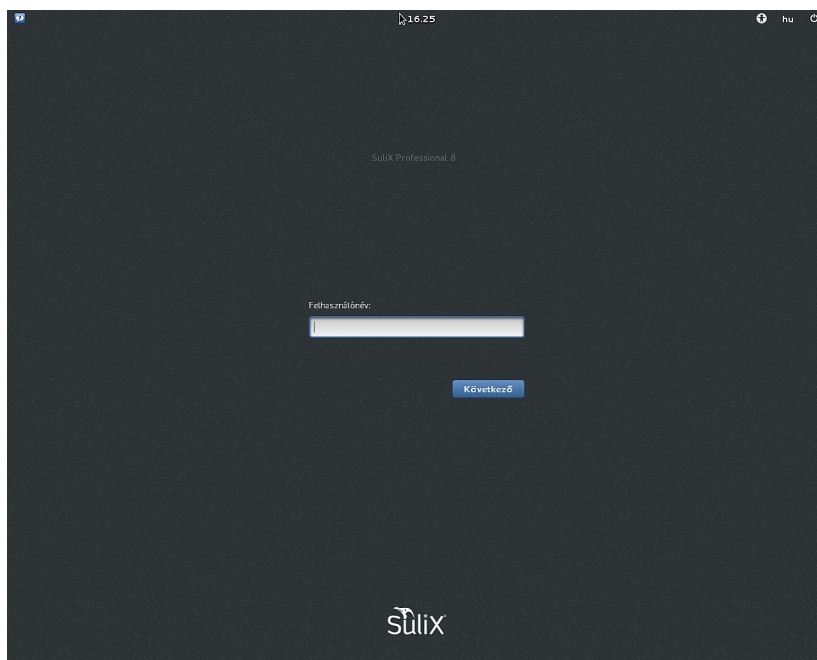 16.25
hu
SuliX Professional 8
Felhasználónév:
Következő
SuliX